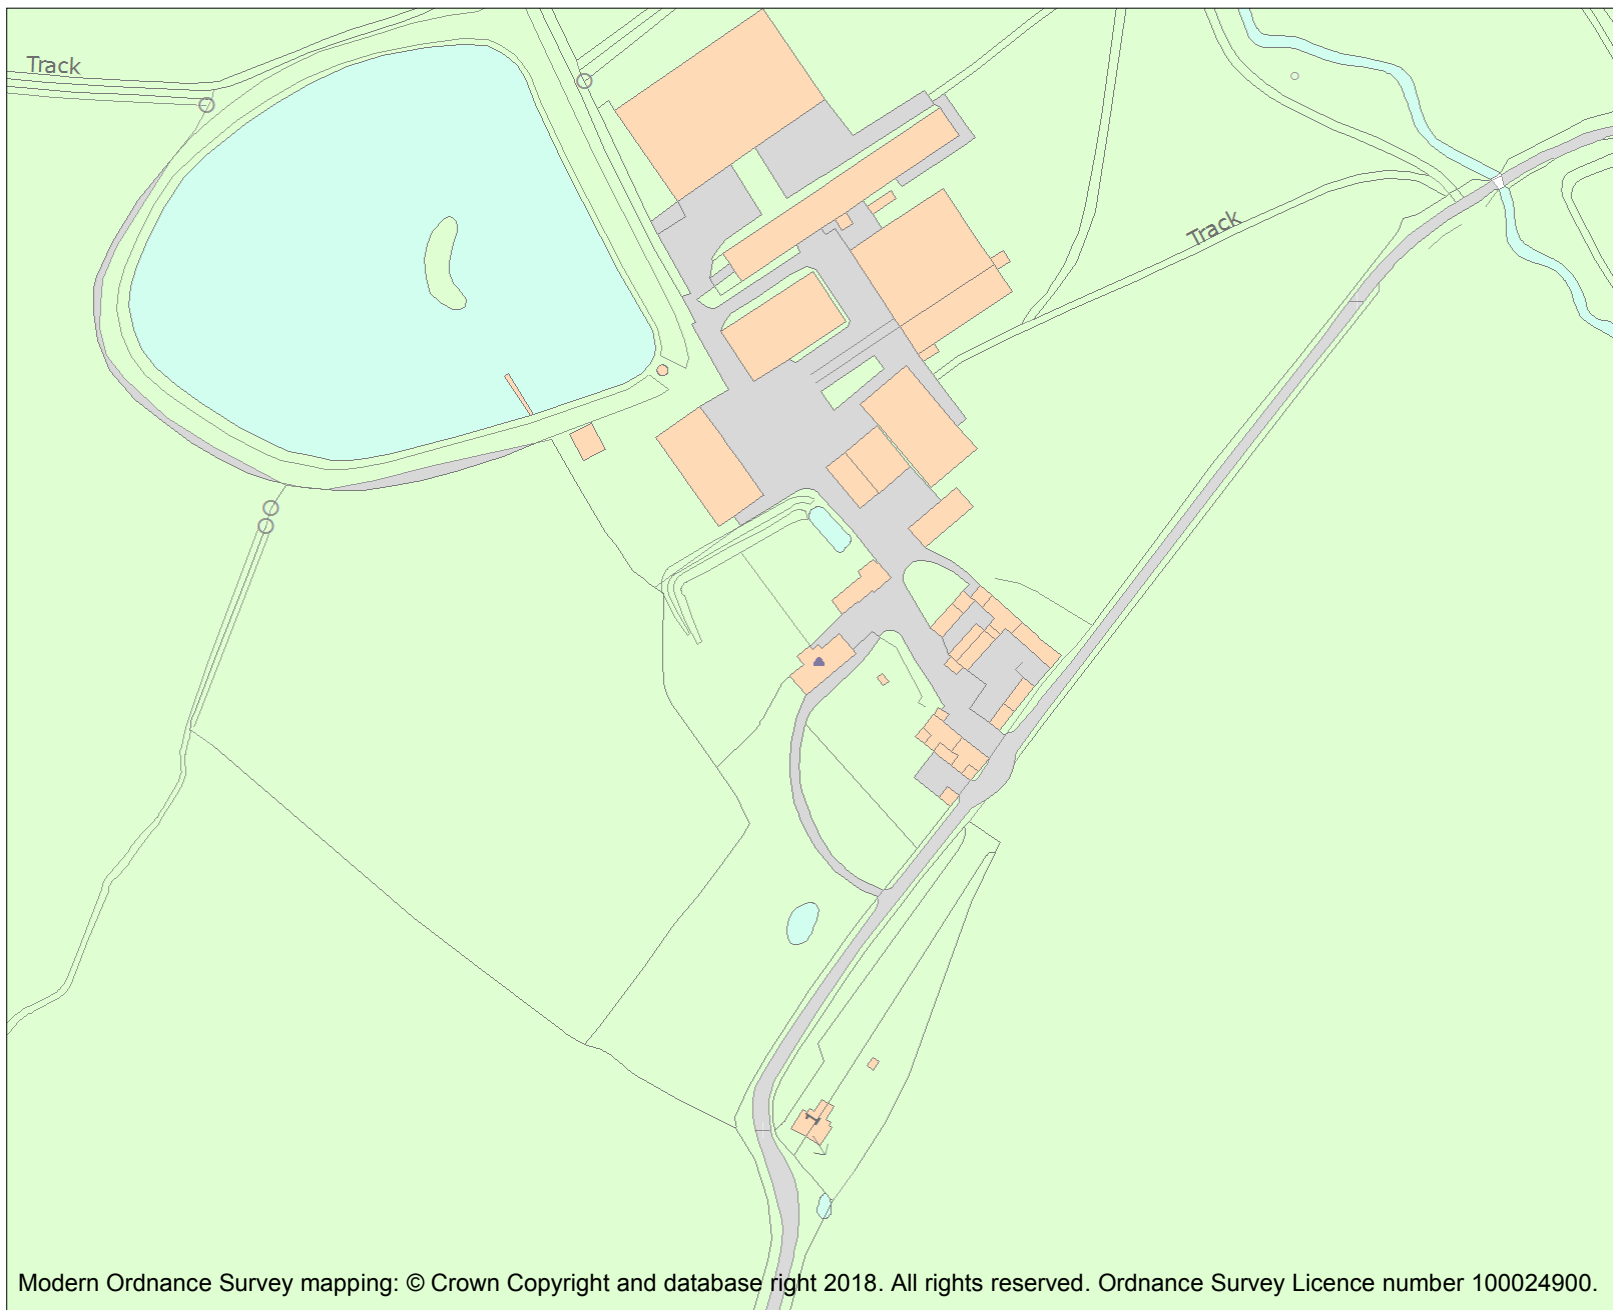 Track
Track
1
Modern Ordnance Survey mapping: © Crown Copyright and database right 2018. All rights reserved. Ordnance Survey Licence number 100024900.